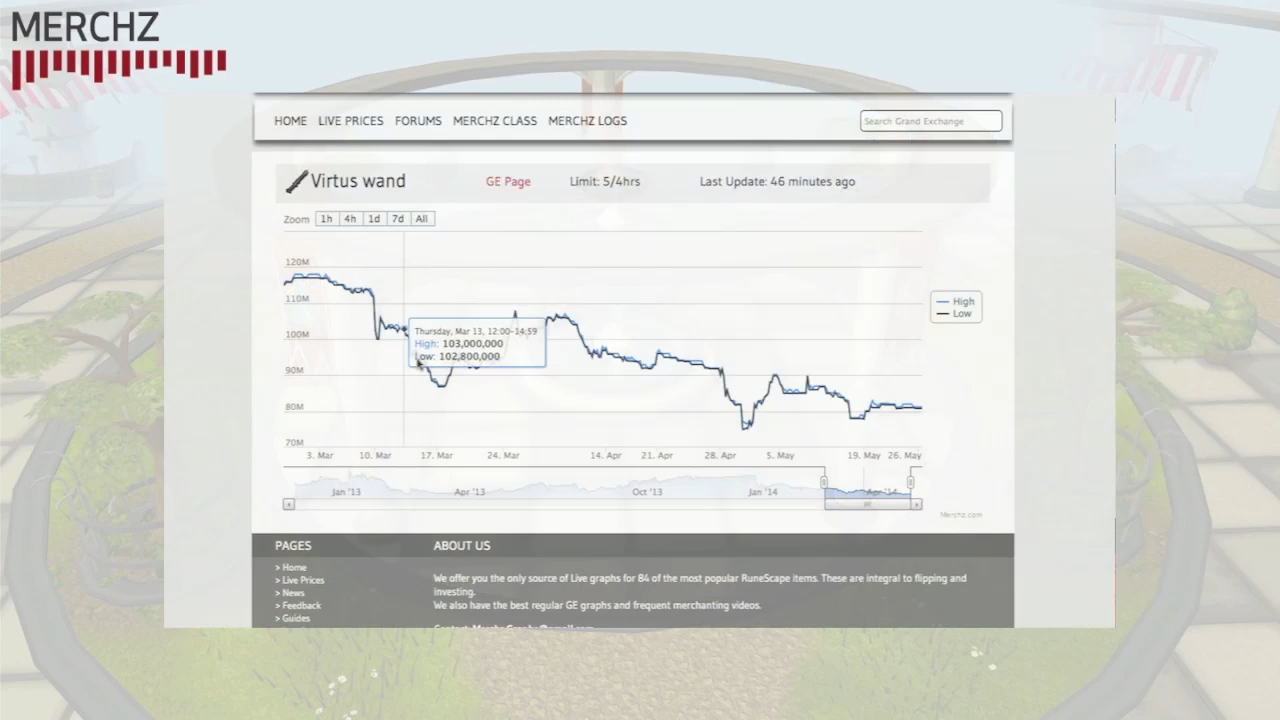 MERCHZ
HOME LIVE PRICES FORUMS MERCHZ CLASS MERCHZ LOGS
Search Grand Exchange
Virtus wand GE Page Limit: 5/4hrs Last Update: 46 minutes ago
Zoom 1h 4h 1d 7d All
120M
110M
100M
90M
80M
70M
Thursday, Mar 13, 12:00-14:59
High: 103,000,000
Low: 102,800,000
High
Low
3. Mar 10. Mar 17. Mar 24. Mar 14. Apr 21. Apr 28. Apr 5. May 19. May 26. May
Jan '13 Apr '13 Oct '13 Jan '14 Apr '14
Merchz.com
PAGES
> Home
> Live Prices
> News
> Feedback
> Guides
ABOUT US
We offer you the only source of Live graphs for 84 of the most popular RuneScape items. These are integral to flipping and
investing.
We also have the best regular GE graphs and frequent merchanting videos.